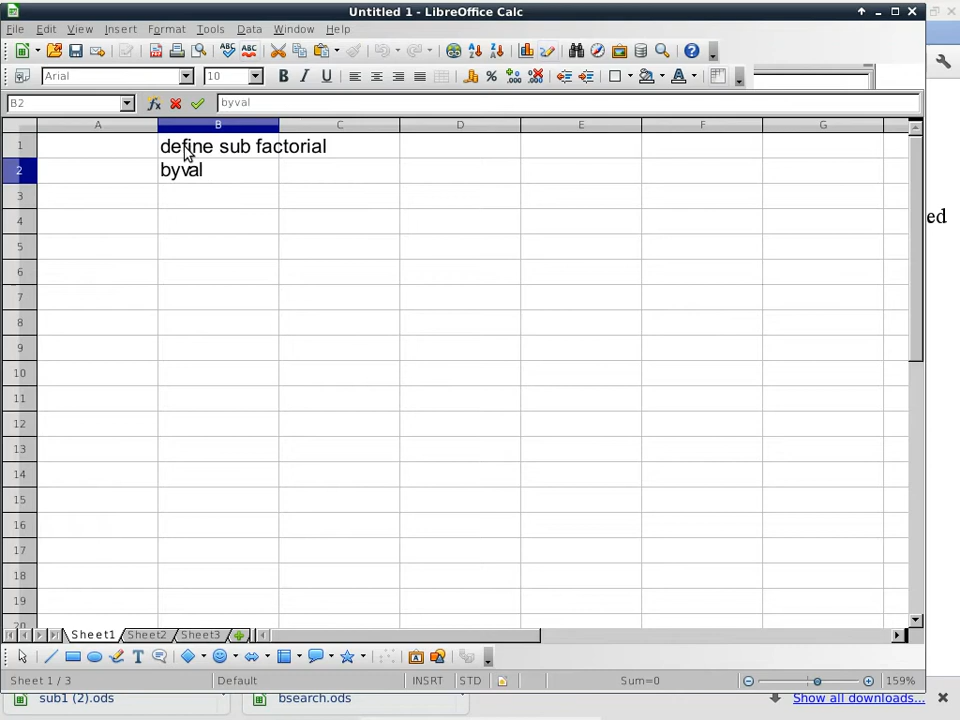 Untitled 1 - LibreOffice Calc
File Edit View Insert Format Tools Data Window Help
Arial 10
B2 byval
A B C D E F G
1 define sub factorial
2 byval
3
4
5
6
7
8
9
10
11
12
13
14
15
16
17
18
19
20
ed
Sheet1 Sheet2 Sheet3
Sheet 1 / 3 Default INSRT STD Sum=0 159%
sub1 (2).ods bsearch.ods Show all downloads...